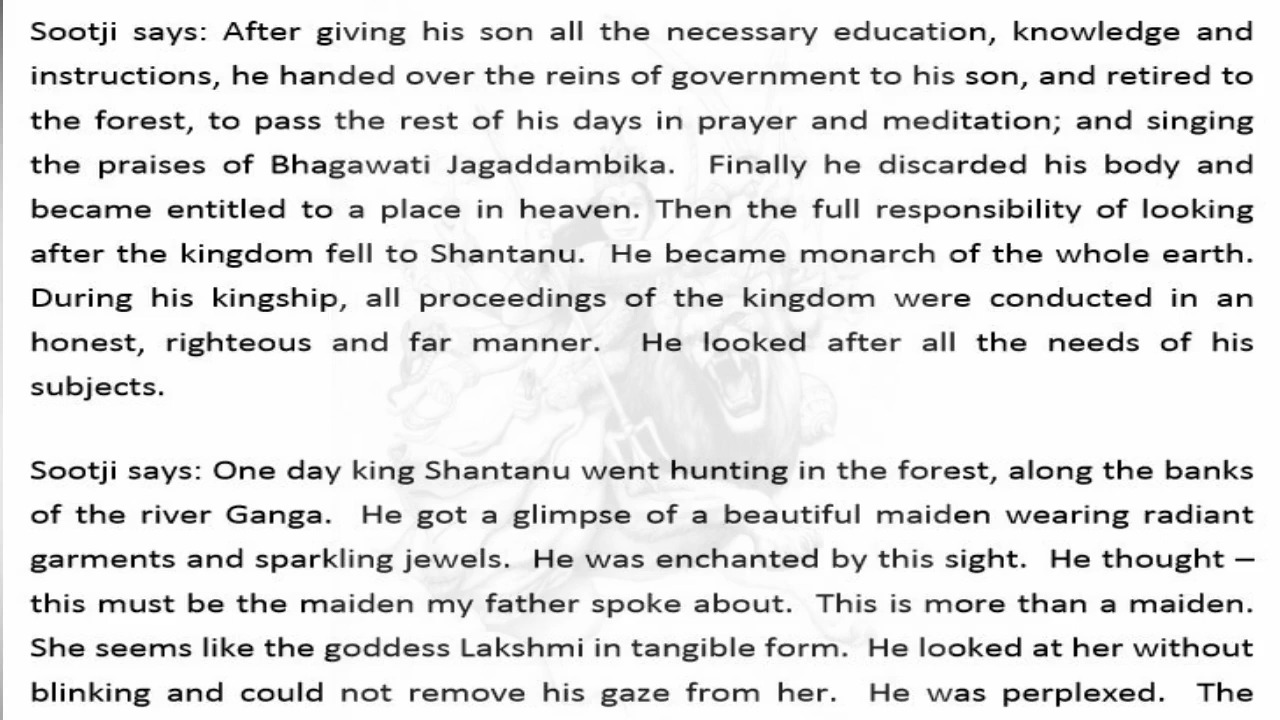 Sootji says: After giving his son all the necessary education, knowledge and
instructions, he handed over the reins of government to his son, and retired to
the forest, to pass the rest of his days in prayer and meditation; and singing
the praises of Bhagawati Jagaddambika. Finally he discarded his body and
became entitled to a place in heaven. Then the full responsibility of looking
after the kingdom fell to Shantanu. He became monarch of the whole earth.
During his kingship, all proceedings of the kingdom were conducted in an
honest, righteous and far manner. He looked after all the needs of his
subjects.
Sootji says: One day king Shantanu went hunting in the forest, along the banks
of the river Ganga. He got a glimpse of a beautiful maiden wearing radiant
garments and sparkling jewels. He was enchanted by this sight. He thought –
this must be the maiden my father spoke about. This is more than a maiden.
She seems like the goddess Lakshmi in tangible form. He looked at her without
blinking and could not remove his gaze from her. He was perplexed. The